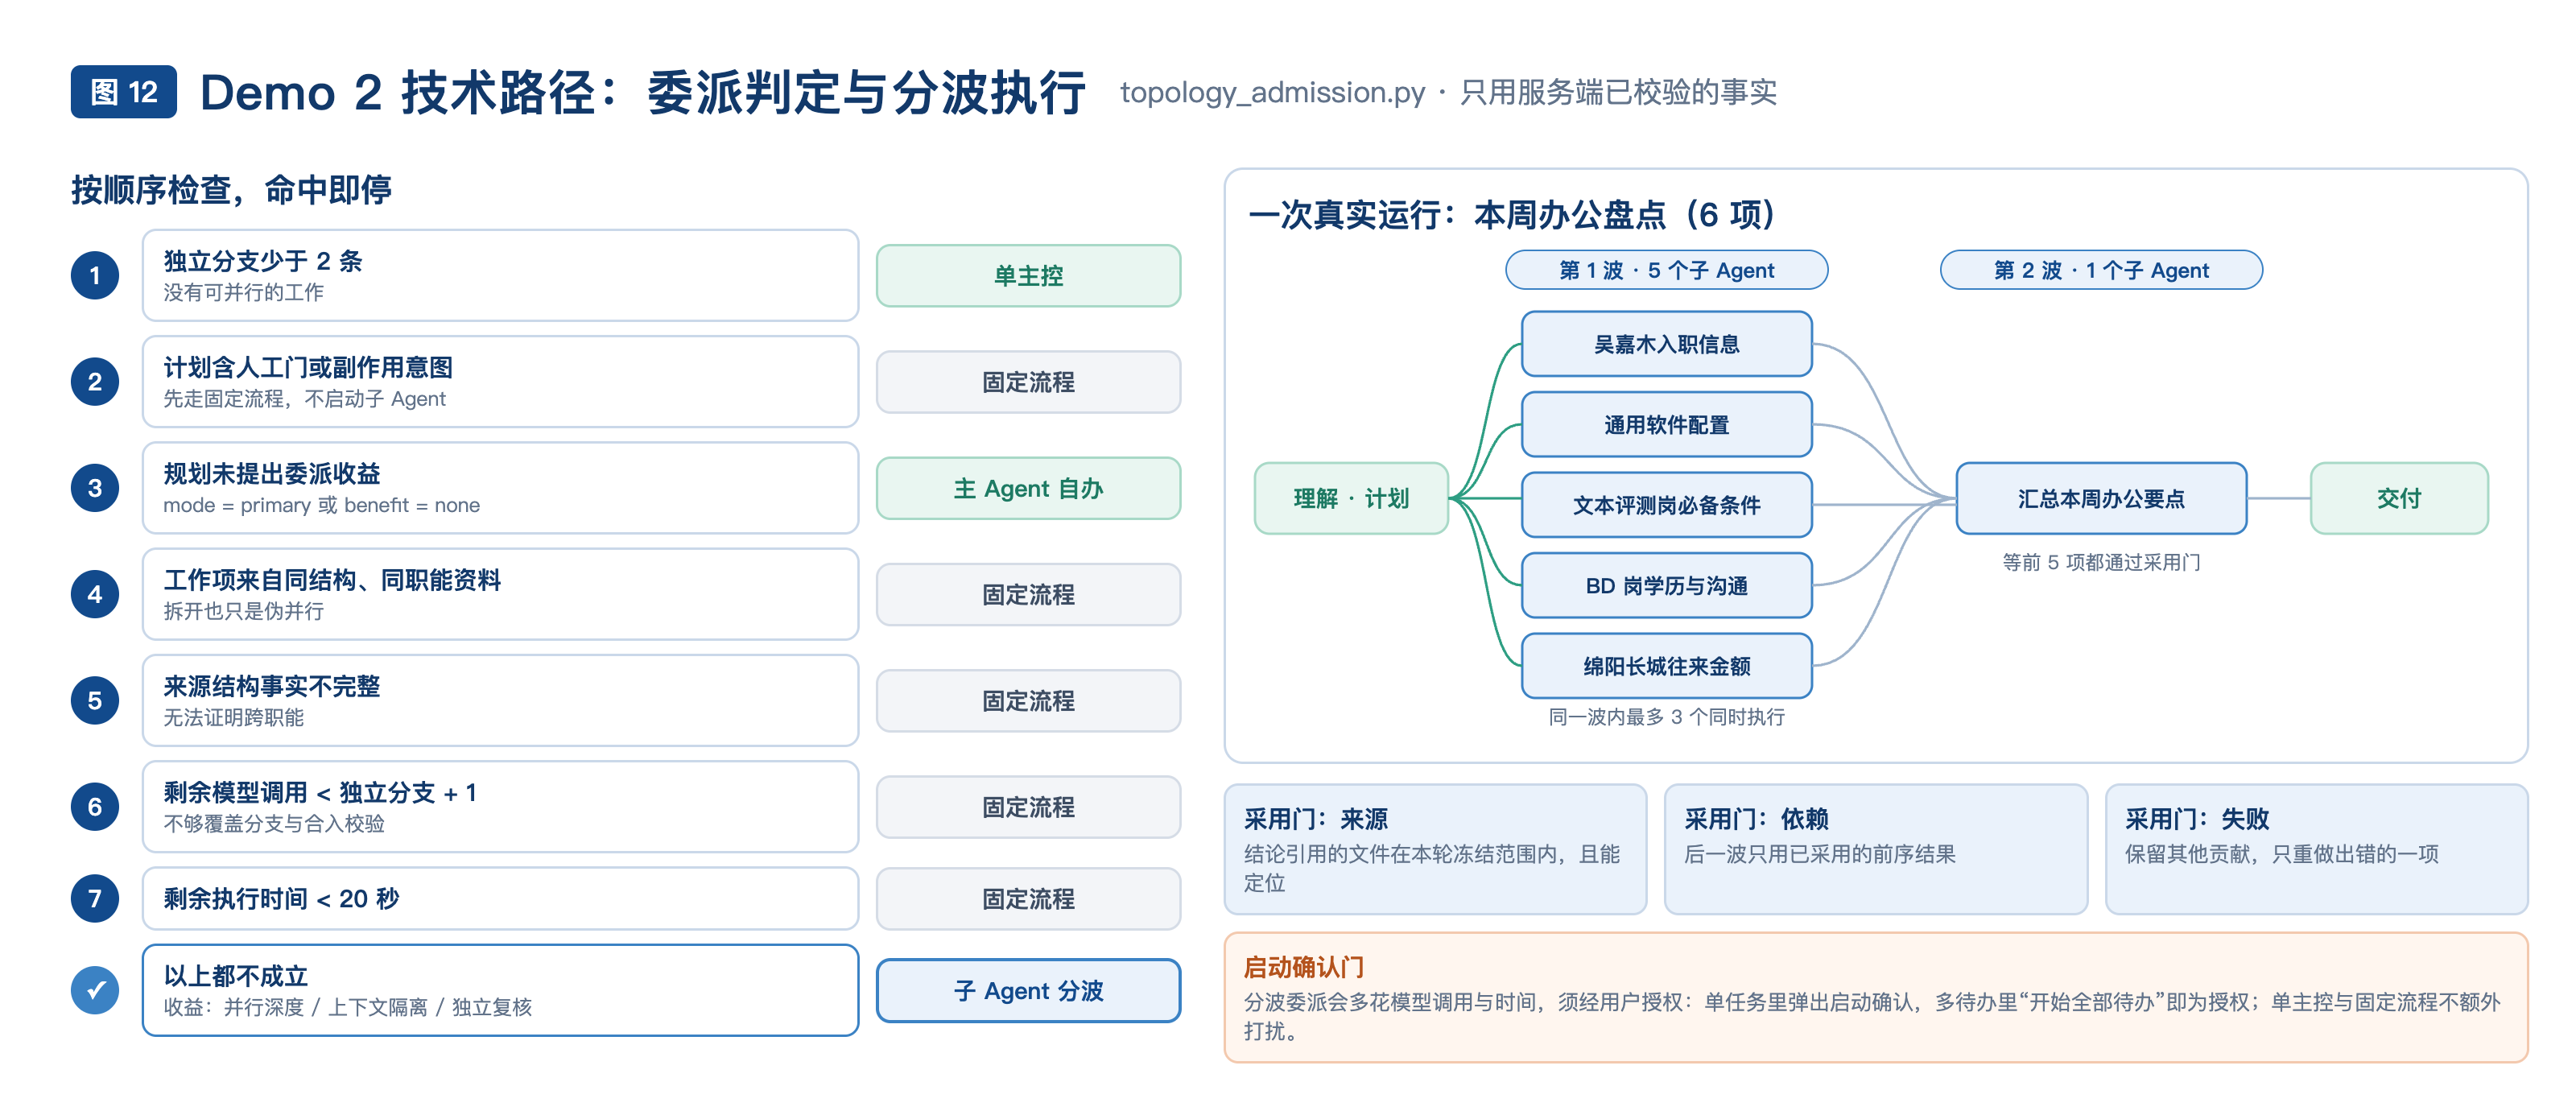 图 12
Demo 2 技术路径：委派判定与分波执行
topology_admission.py · 只用服务端已校验的事实
按顺序检查，命中即停
1
独立分支少于 2 条
没有可并行的工作
单主控
2
计划含人工门或副作用意图
先走固定流程，不启动子 Agent
固定流程
3
规划未提出委派收益
mode = primary 或 benefit = none
主 Agent 自办
4
工作项来自同结构、同职能资料
拆开也只是伪并行
固定流程
5
来源结构事实不完整
无法证明跨职能
固定流程
6
剩余模型调用 < 独立分支 + 1
不够覆盖分支与合入校验
固定流程
7
剩余执行时间 < 20 秒
固定流程
✓
以上都不成立
收益：并行深度 / 上下文隔离 / 独立复核
子 Agent 分波
一次真实运行：本周办公盘点（6 项）
第 1 波 · 5 个子 Agent
第 2 波 · 1 个子 Agent
理解 · 计划
吴嘉木入职信息
通用软件配置
文本评测岗必备条件
BD 岗学历与沟通
绵阳长城往来金额
同一波内最多 3 个同时执行
汇总本周办公要点
等前 5 项都通过采用门
交付
采用门：来源
结论引用的文件在本轮冻结范围内，且能
定位
采用门：依赖
后一波只用已采用的前序结果
采用门：失败
保留其他贡献，只重做出错的一项
启动确认门
分波委派会多花模型调用与时间，须经用户授权：单任务里弹出启动确认，多待办里“开始全部待办”即为授权；单主控与固定流程不额外
打扰。